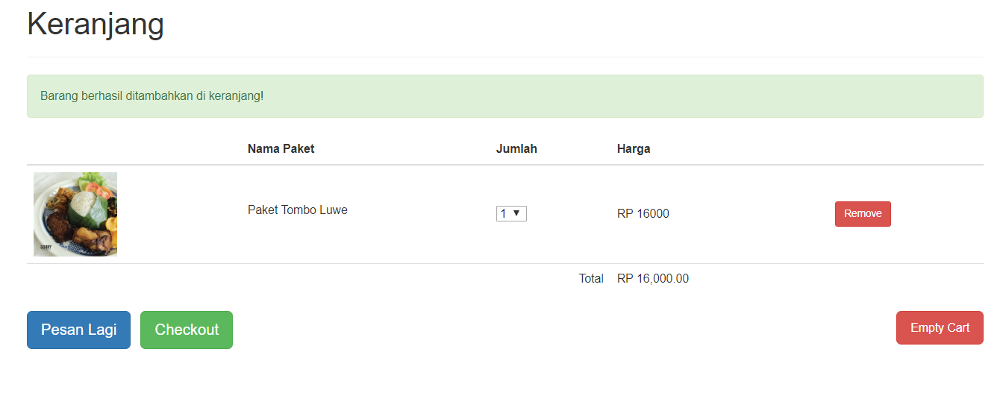 Keranjang
Barang berhasil ditambahkan di keranjang!
Nama Paket Jumlah Harga
Paket Tombo Luwe 1 RP 16000 Remove
Total RP 16,000.00
Pesan Lagi Checkout Empty Cart